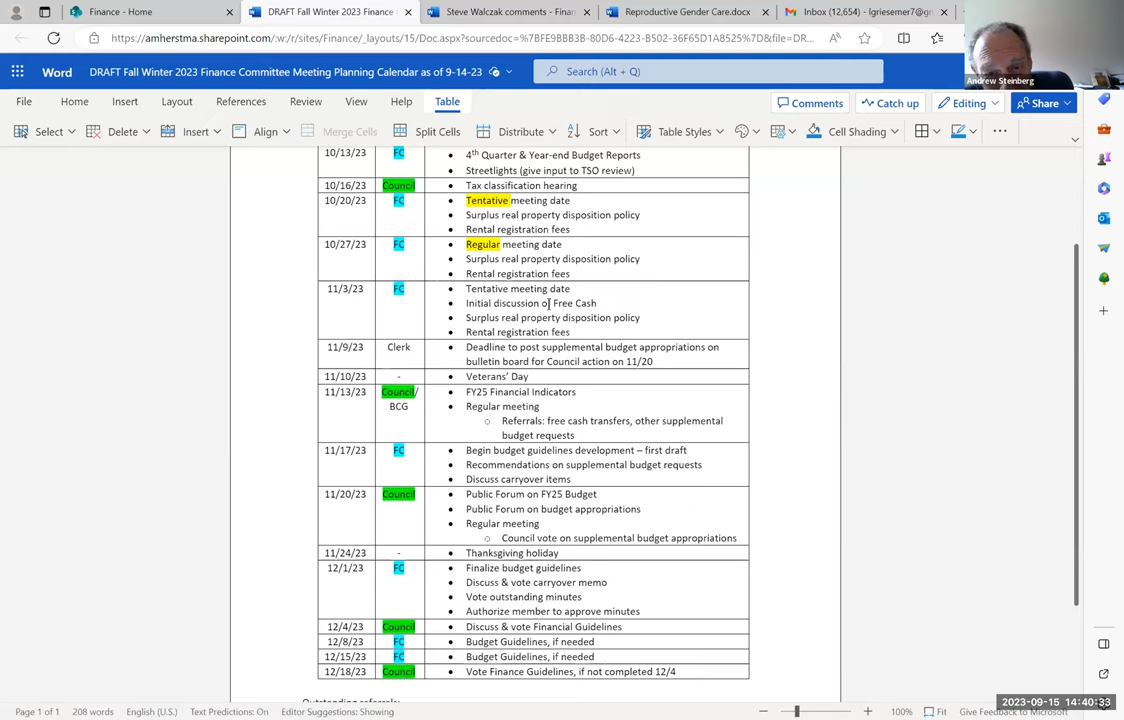 Finance - Home
DRAFT Fall Winter 2023 Finance
Steve Walczak comments - Finan
Reproductive Gender Care.docx
Inbox (12,654) - lgriesemer7@gm
https://amherstma.sharepoint.com/:w:/r/sites/Finance/_layouts/15/Doc.aspx?sourcedoc=%7BFE9BBB3B-80D6-4223-B502-36F65D1A8525%7D&file=DR...
Andrew Steinberg
Word
DRAFT Fall Winter 2023 Finance Committee Meeting Planning Calendar as of 9-14-23
Search (Alt + Q)
File Home Insert Layout References Review View Help Table
Comments Catch up Editing Share
Select Delete Insert Align Merge Cells Split Cells Distribute Sort Table Styles Cell Shading
10/13/23 FC • 4th Quarter & Year-end Budget Reports
• Streetlights (give input to TSO review)
10/16/23 Council • Tax classification hearing
10/20/23 FC • Tentative meeting date
• Surplus real property disposition policy
• Rental registration fees
10/27/23 FC • Regular meeting date
• Surplus real property disposition policy
• Rental registration fees
11/3/23 FC • Tentative meeting date
• Initial discussion of Free Cash
• Surplus real property disposition policy
• Rental registration fees
11/9/23 Clerk • Deadline to post supplemental budget appropriations on
bulletin board for Council action on 11/20
11/10/23 - • Veterans' Day
11/13/23 Council/ • FY25 Financial Indicators
BCG • Regular meeting
○ Referrals: free cash transfers, other supplemental
budget requests
11/17/23 FC • Begin budget guidelines development – first draft
• Recommendations on supplemental budget requests
• Discuss carryover items
11/20/23 Council • Public Forum on FY25 Budget
• Public Forum on budget appropriations
• Regular meeting
○ Council vote on supplemental budget appropriations
11/24/23 - • Thanksgiving holiday
12/1/23 FC • Finalize budget guidelines
• Discuss & vote carryover memo
• Vote outstanding minutes
• Authorize member to approve minutes
12/4/23 Council • Discuss & vote Financial Guidelines
12/8/23 FC • Budget Guidelines, if needed
12/15/23 FC • Budget Guidelines, if needed
12/18/23 Council • Vote Finance Guidelines, if not completed 12/4
Outstanding referrals:
2023-09-15 14:40:33
Page 1 of 1 208 words English (U.S.) Text Predictions: On Editor Suggestions: Showing 100% Fit Give Feedback to Microsoft